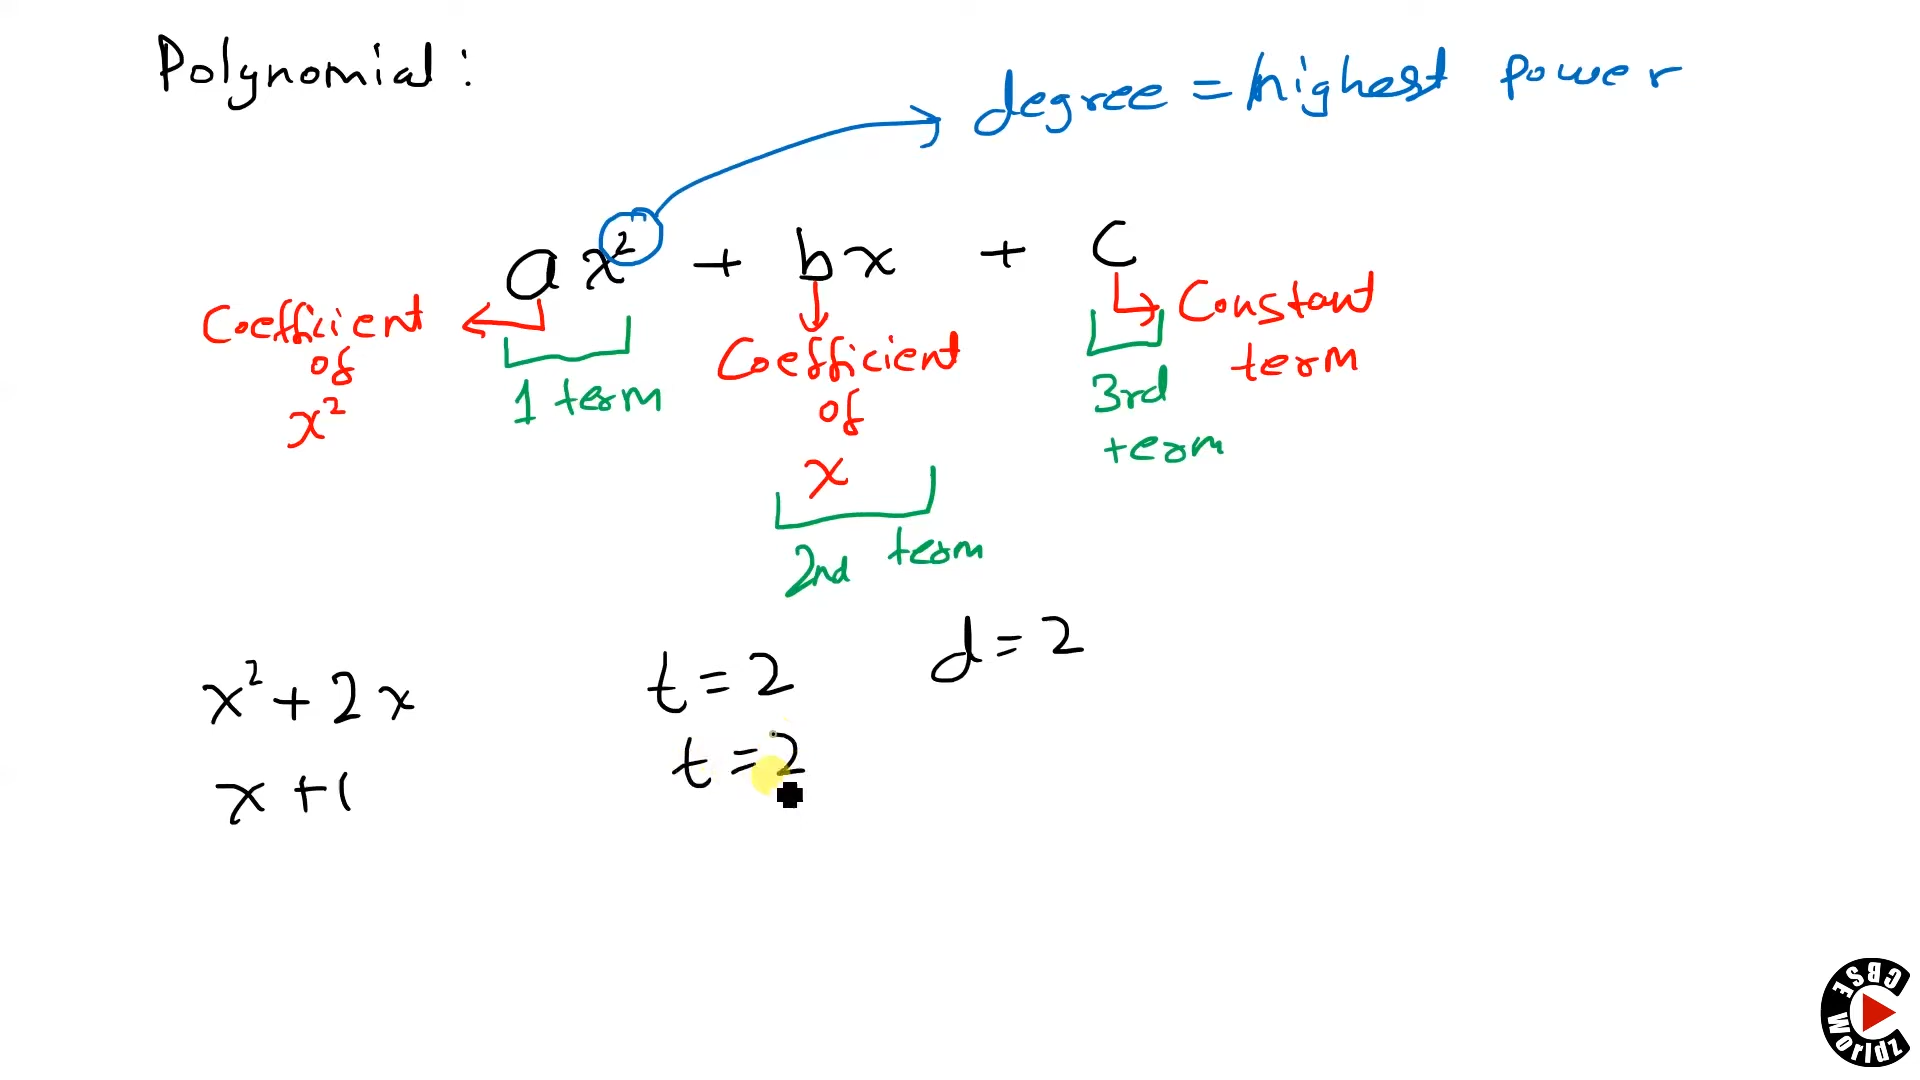 Polynomial :
degree = highest power
ax² + bx + c
Coefficient of x²
1 term
Coefficient of x
2nd term
Constant term
3rd term
x² + 2x t = 2 d = 2
x + 1 t = 2
CBSE Worldz